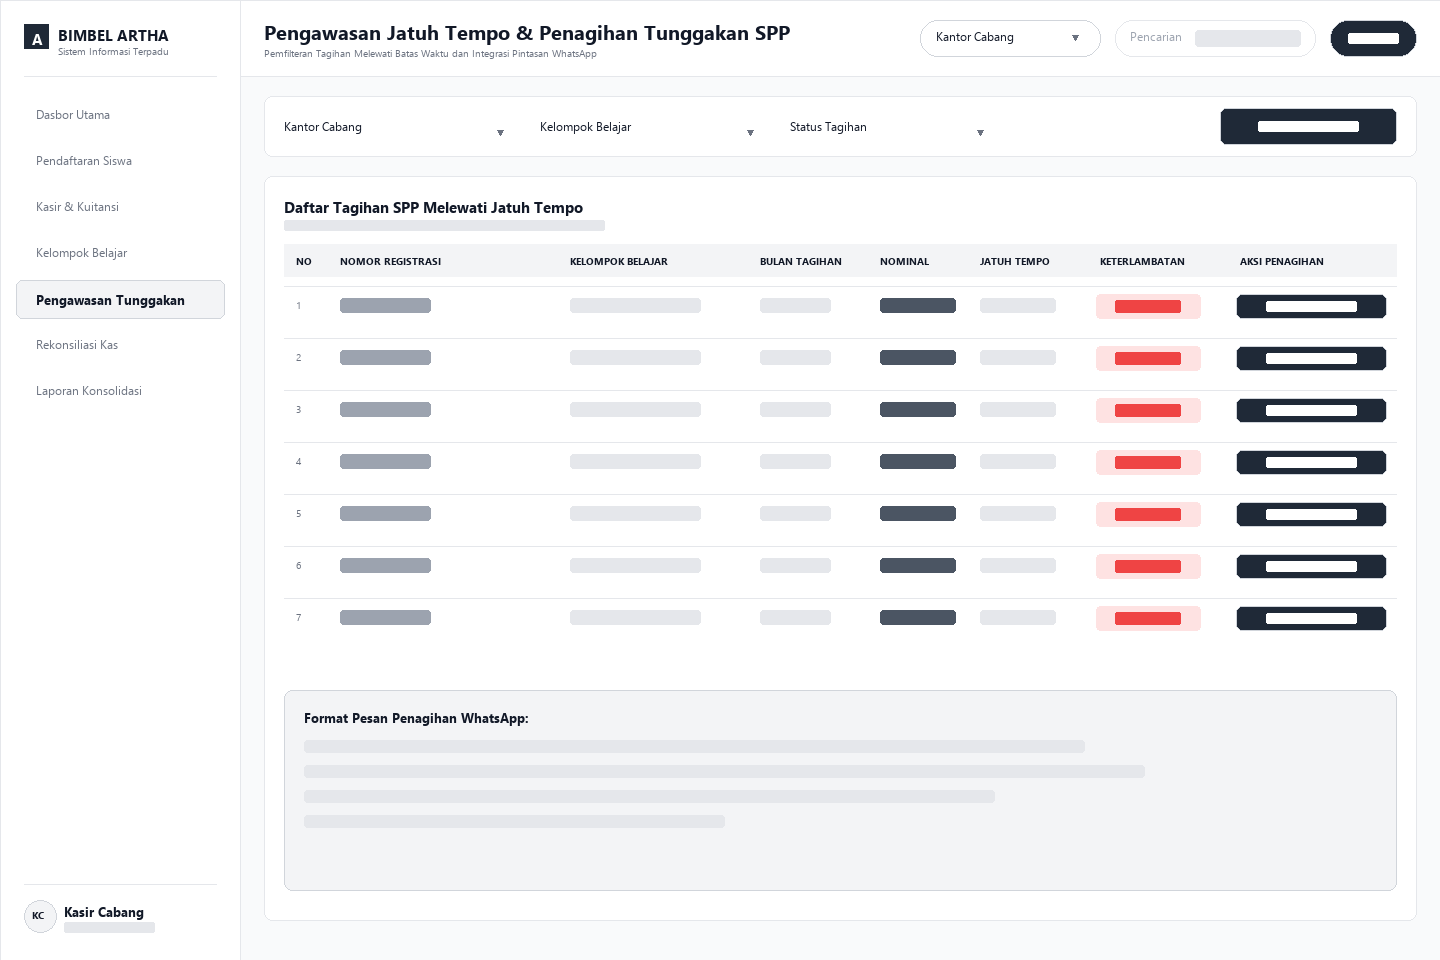 A
BIMBEL ARTHA
Sistem Informasi Terpadu
Dasbor Utama
Pendaftaran Siswa
Kasir & Kuitansi
Kelompok Belajar
Pengawasan Tunggakan
Rekonsiliasi Kas
Laporan Konsolidasi
KC
Kasir Cabang
Pengawasan Jatuh Tempo & Penagihan Tunggakan SPP
Pemfilteran Tagihan Melewati Batas Waktu dan Integrasi Pintasan WhatsApp
Kantor Cabang ▼
Pencarian
Kantor Cabang ▼ Kelompok Belajar ▼ Status Tagihan ▼
Daftar Tagihan SPP Melewati Jatuh Tempo
NO NOMOR REGISTRASI KELOMPOK BELAJAR BULAN TAGIHAN NOMINAL JATUH TEMPO KETERLAMBATAN AKSI PENAGIHAN
1
2
3
4
5
6
7
Format Pesan Penagihan WhatsApp: